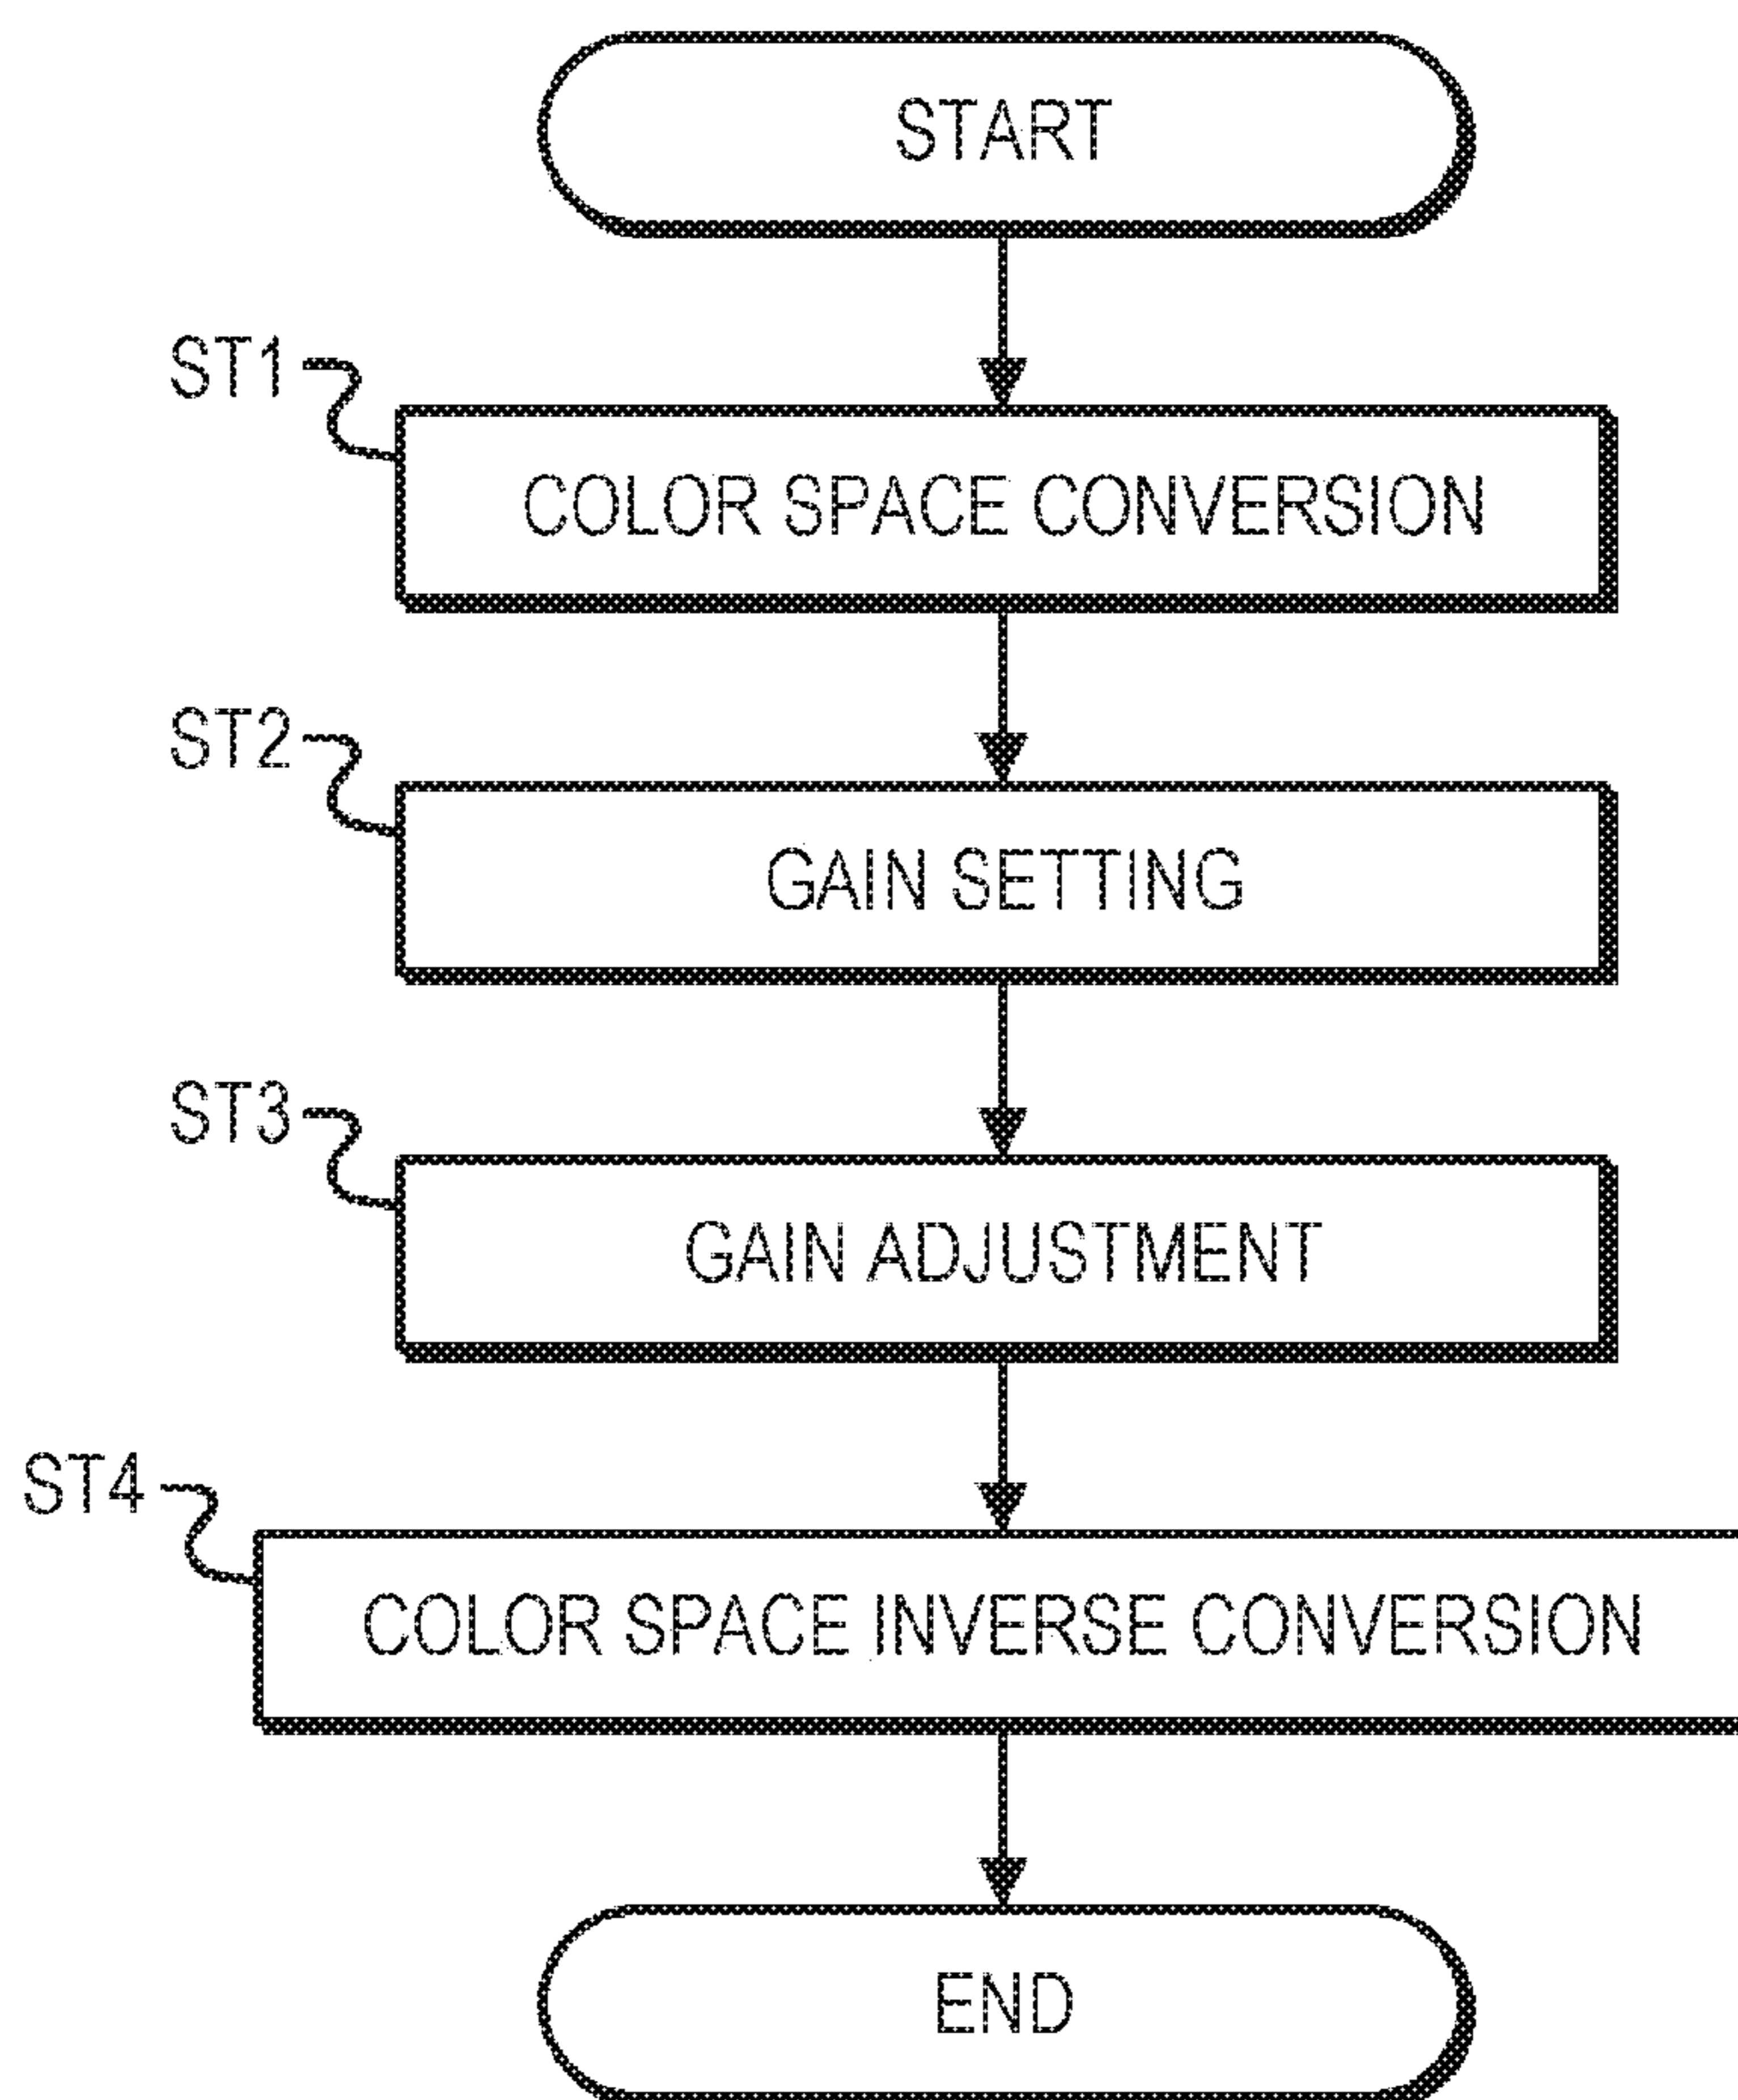 START
ST1
COLOR SPACE CONVERSION
ST2
GAIN SETTING
ST3
GAIN ADJUSTMENT
ST4
COLOR SPACE INVERSE CONVERSION
END